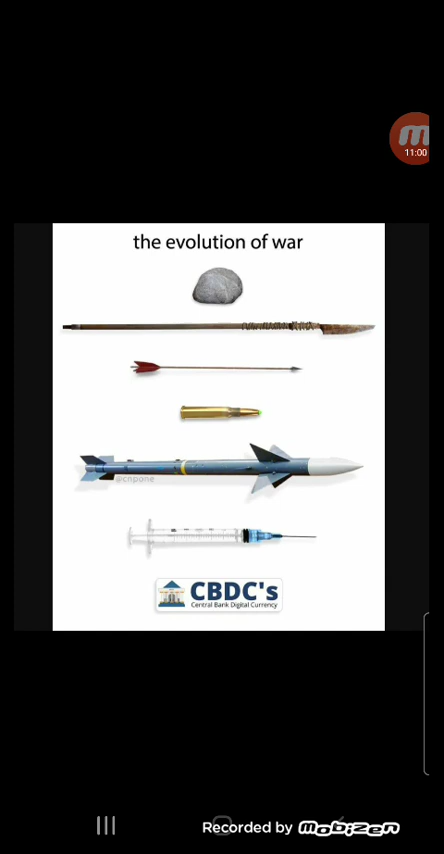 11:00
the evolution of war
@cnpone
CBDC's
Central Bank Digital Currency
Recorded by mobizen